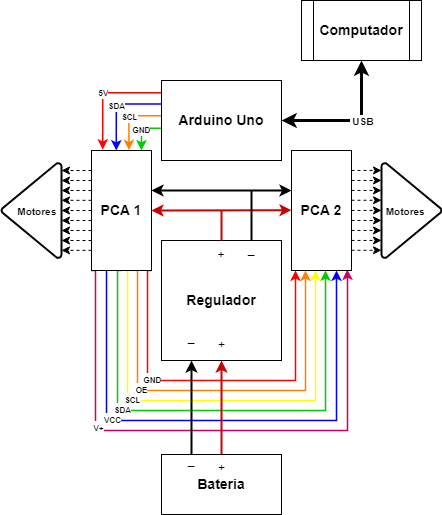 Computador
5V
SDA
SCL
GND
Arduino Uno
USB
Motores
PCA 1
PCA 2
Motores
+ –
Regulador
– +
GND
OE
SCL
SDA
VCC
V+
– +
Bateria